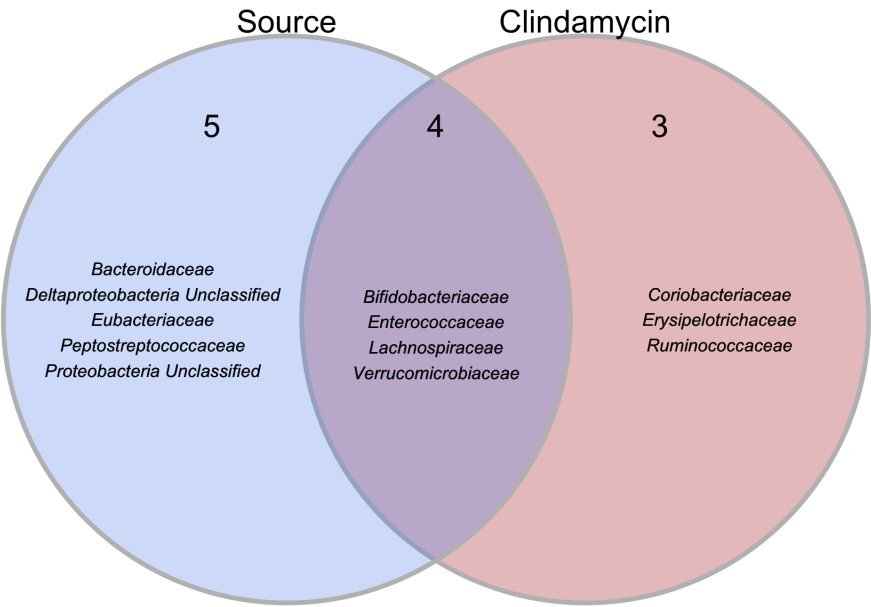 Source
Clindamycin
5
4
3
Bacteroidaceae
Deltaproteobacteria Unclassified
Eubacteriaceae
Peptostreptococcaceae
Proteobacteria Unclassified
Bifidobacteriaceae
Enterococcaceae
Lachnospiraceae
Verrucomicrobiaceae
Coriobacteriaceae
Erysipelotrichaceae
Ruminococcaceae